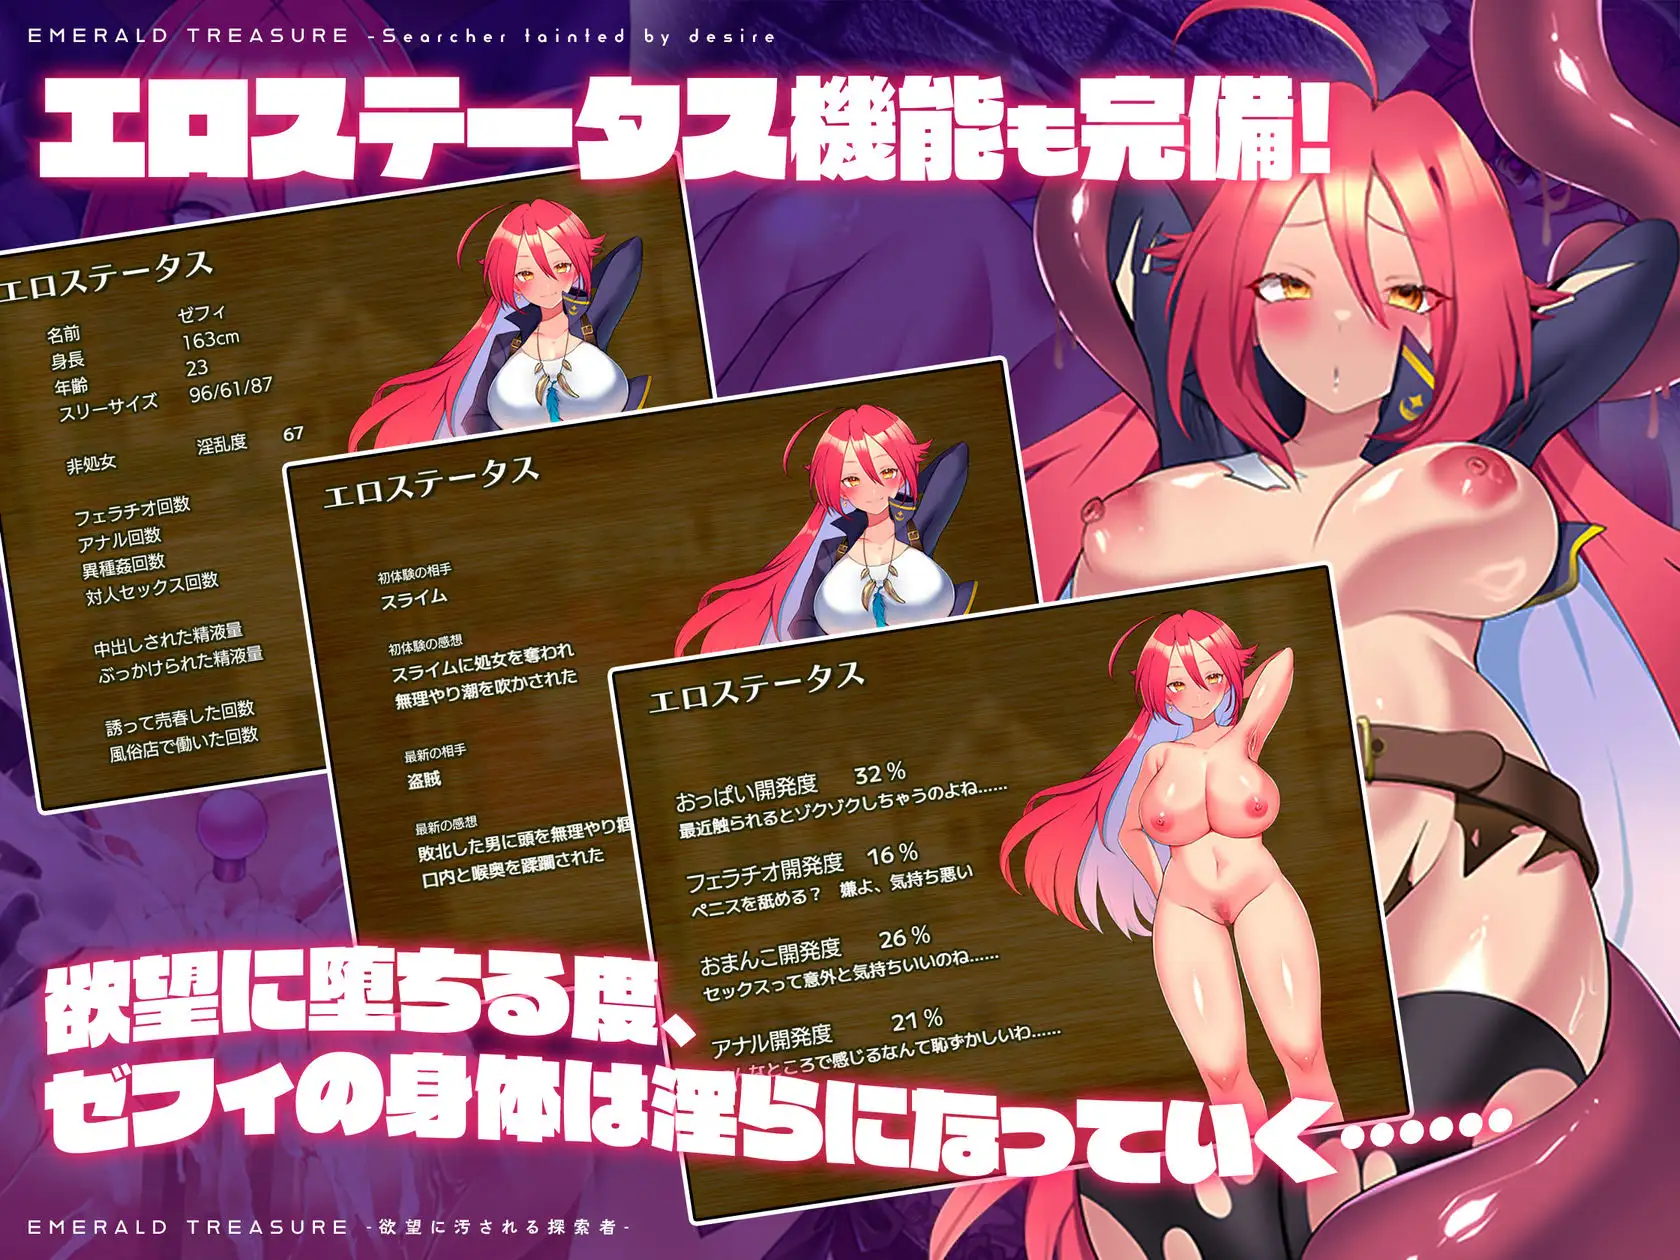 EMERALD TREASURE -Searcher tainted by desire
エロステータス機能も完備!
エロステータス
名前 ゼフィ
身長 163cm
年齢 23
スリーサイズ 96/61/87
非処女 淫乱度 67
フェラチオ回数
アナル回数
異種姦回数
対人セックス回数
中出しされた精液量
ぶっかけられた精液量
誘って売春した回数
風俗店で働いた回数
エロステータス
初体験の相手
スライム
初体験の感想
スライムに処女を奪われ
無理やり潮を吹かされた
最新の相手
盗賊
最新の感想
敗北した男に頭を無理やり掴
口内と喉奥を蹂躙された
エロステータス
おっぱい開発度 32%
最近触られるとゾクゾクしちゃうのよね……
フェラチオ開発度 16%
ペニスを舐める? 嫌よ、気持ち悪い
おまんこ開発度 26%
セックスって意外と気持ちいいのね……
アナル開発度 21%
んなところで感じるなんて恥ずかしいわ……
欲望に堕ちる度、
ゼフィの身体は淫らになっていく……
EMERALD TREASURE -欲望に汚される探索者-